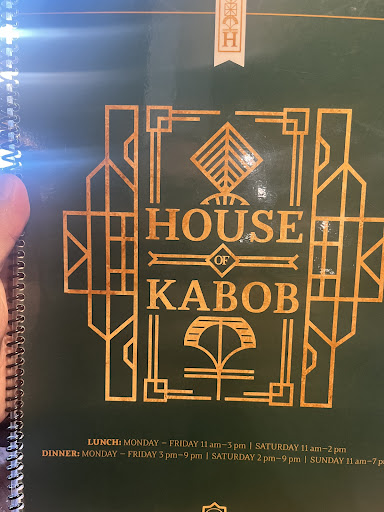 H
HOUSE
OF
KABOB
LUNCH: MONDAY – FRIDAY 11 am–3 pm | SATURDAY 11 am–2 pm
DINNER: MONDAY – FRIDAY 3 pm–9 pm | SATURDAY 2 pm–9 pm | SUNDAY 11 am–7 p